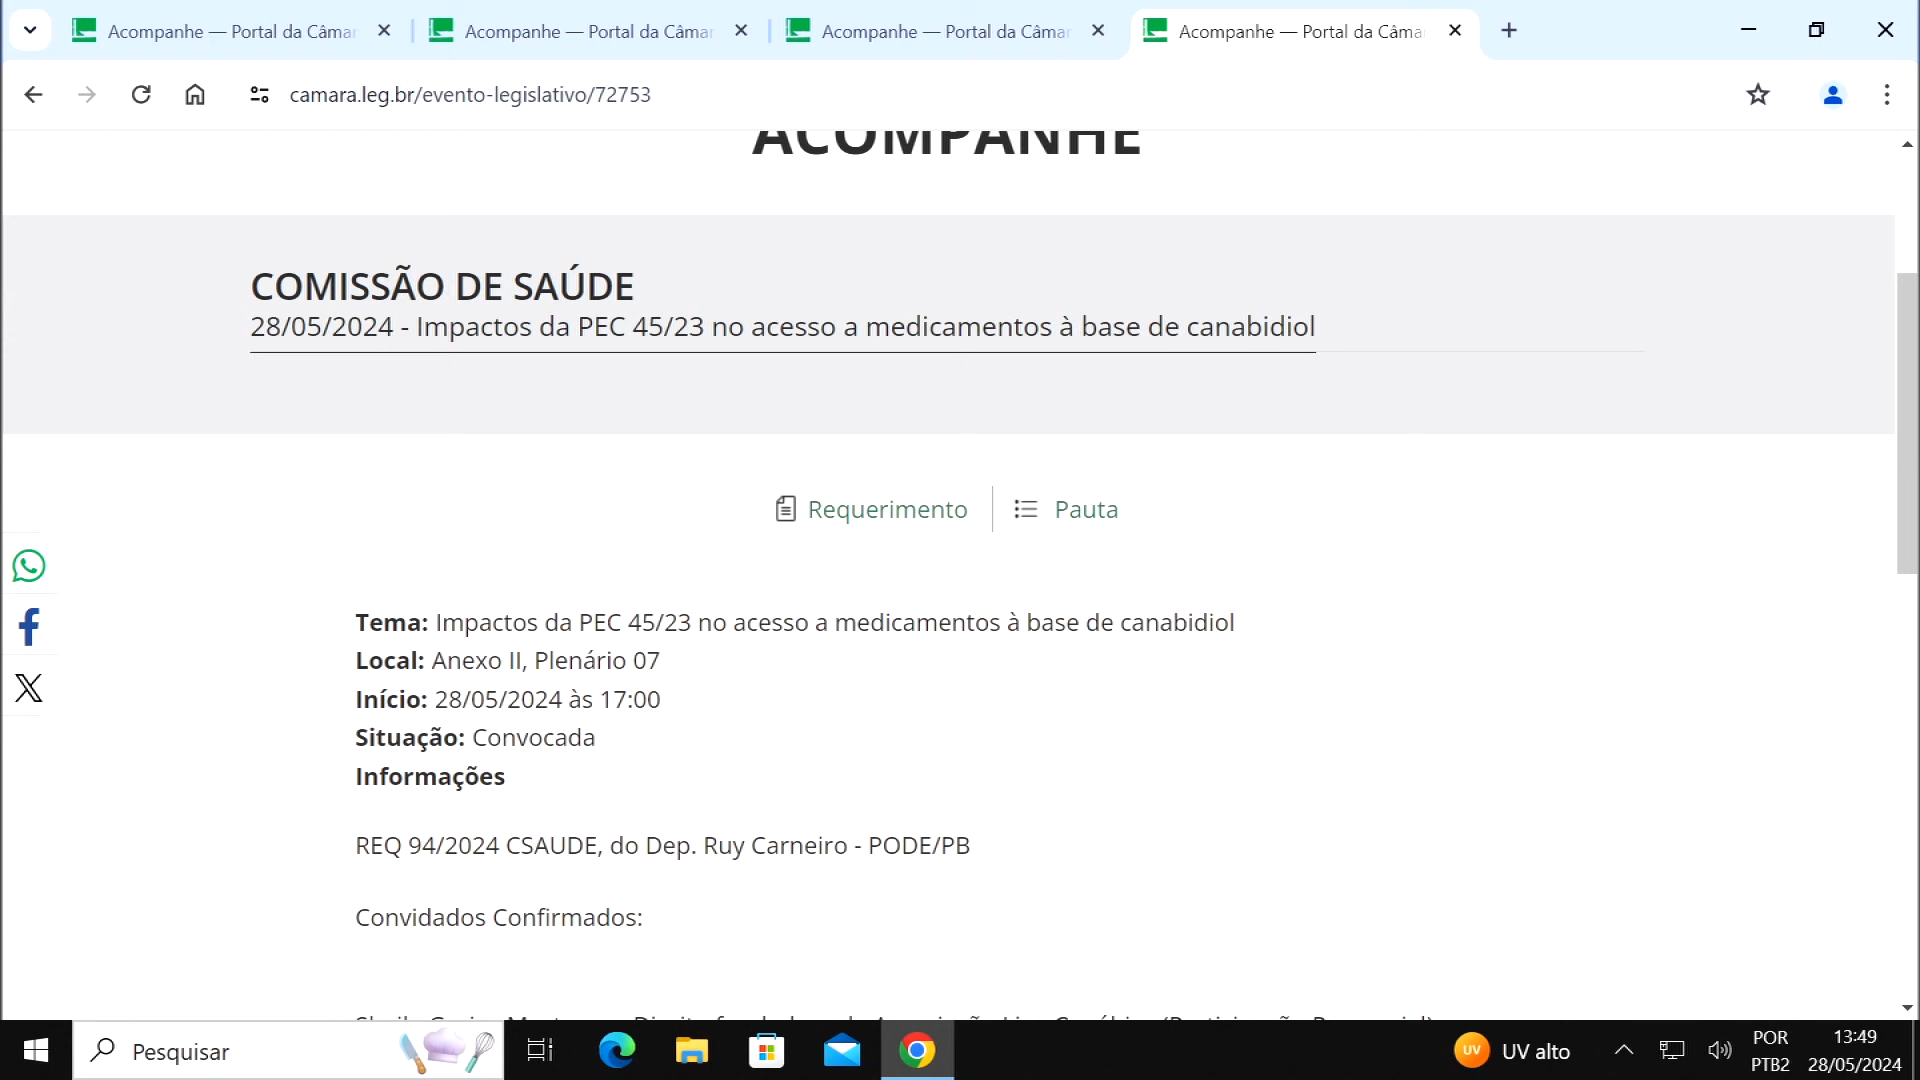 Acompanhe — Portal da Câmar
Acompanhe — Portal da Câmar
Acompanhe — Portal da Câmar
Acompanhe — Portal da Câma
camara.leg.br/evento-legislativo/72753
ACOMPANHE
COMISSÃO DE SAÚDE
28/05/2024 - Impactos da PEC 45/23 no acesso a medicamentos à base de canabidiol
Requerimento
Pauta
Tema: Impactos da PEC 45/23 no acesso a medicamentos à base de canabidiol
Local: Anexo II, Plenário 07
Início: 28/05/2024 às 17:00
Situação: Convocada
Informações
REQ 94/2024 CSAUDE, do Dep. Ruy Carneiro - PODE/PB
Convidados Confirmados:
Pesquisar
UV
UV alto
POR
PTB2
13:49
28/05/2024